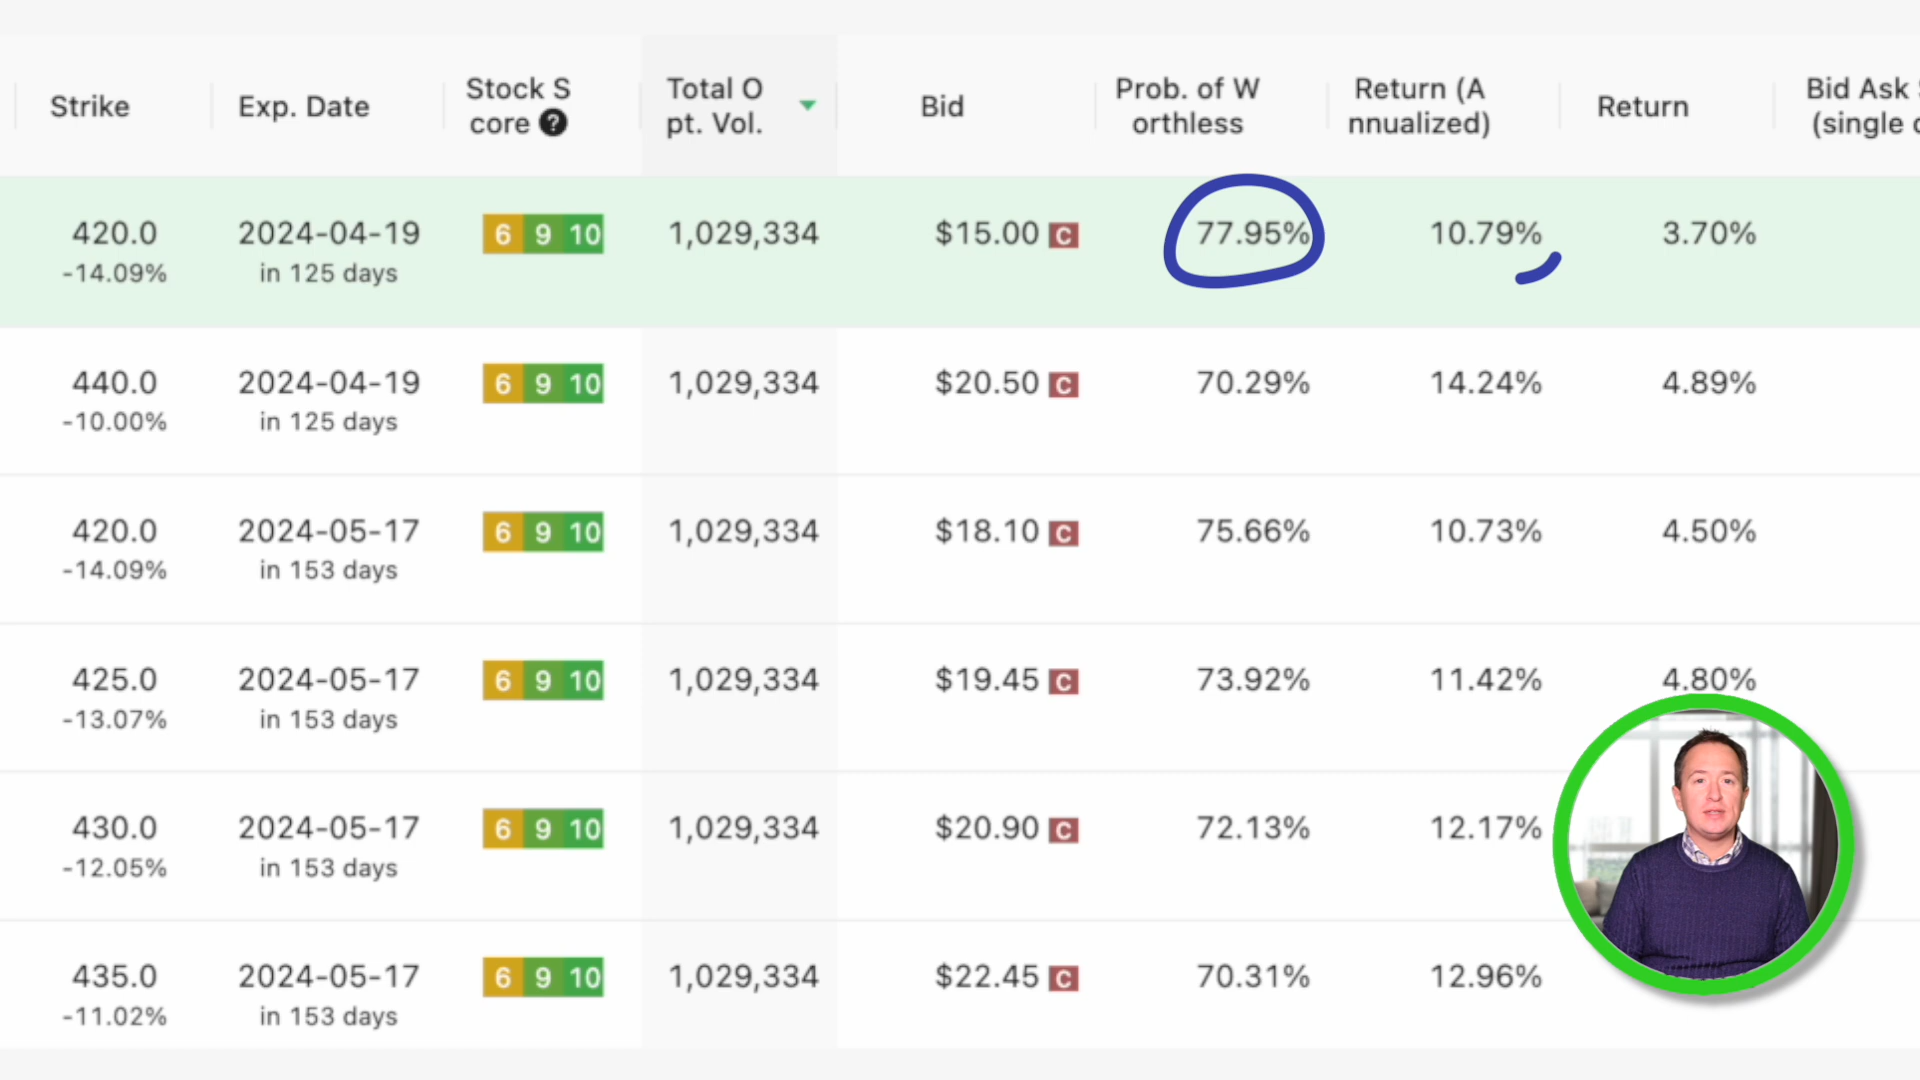 Strike
Exp. Date
Stock S
core ?
Total O
pt. Vol.
Bid
Prob. of W
orthless
Return (A
nnualized)
Return
Bid Ask
(single
420.0 2024-04-19 6 9 10 1,029,334 $15.00 C 77.95% 10.79% 3.70%
-14.09% in 125 days
440.0 2024-04-19 6 9 10 1,029,334 $20.50 C 70.29% 14.24% 4.89%
-10.00% in 125 days
420.0 2024-05-17 6 9 10 1,029,334 $18.10 C 75.66% 10.73% 4.50%
-14.09% in 153 days
425.0 2024-05-17 6 9 10 1,029,334 $19.45 C 73.92% 11.42% 4.80%
-13.07% in 153 days
430.0 2024-05-17 6 9 10 1,029,334 $20.90 C 72.13% 12.17%
-12.05% in 153 days
435.0 2024-05-17 6 9 10 1,029,334 $22.45 C 70.31% 12.96%
-11.02% in 153 days